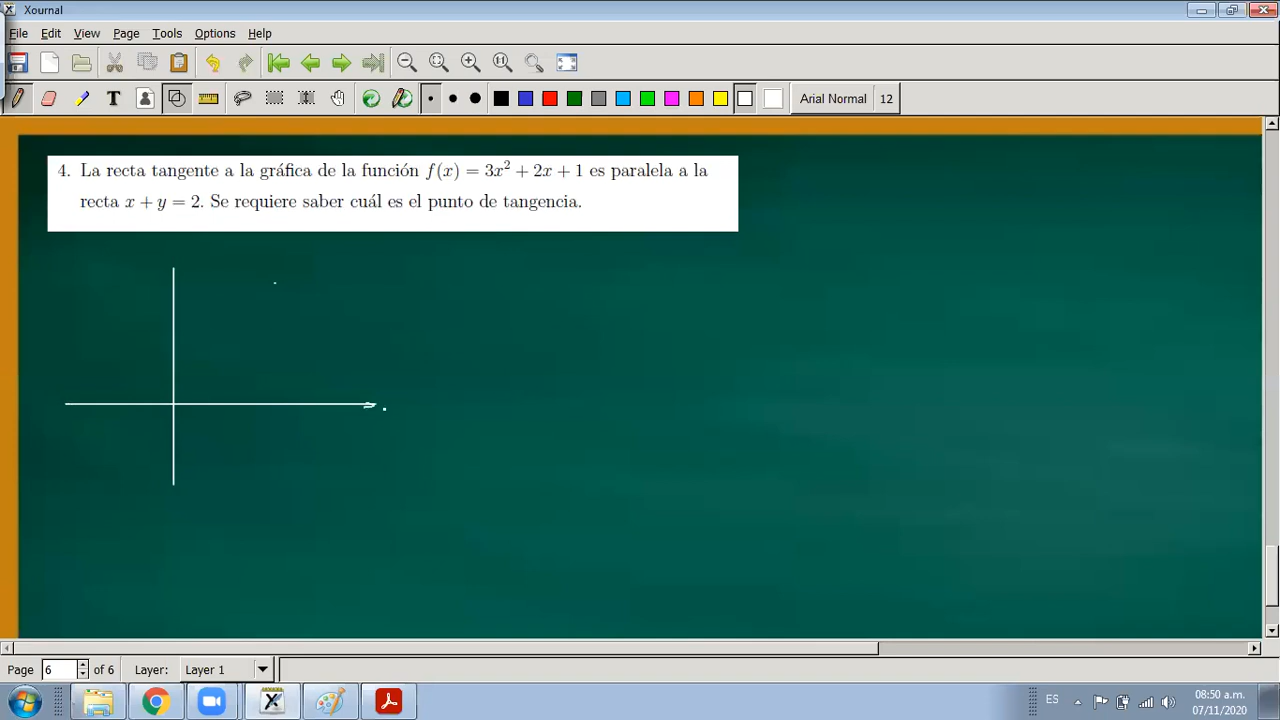 Xournal
File Edit View Page Tools Options Help
Arial Normal 12
4. La recta tangente a la gráfica de la función f(x) = 3x² + 2x + 1 es paralela a la
recta x + y = 2. Se requiere saber cuál es el punto de tangencia.
Page 6 of 6 Layer: Layer 1
ES 08:50 a.m.
07/11/2020